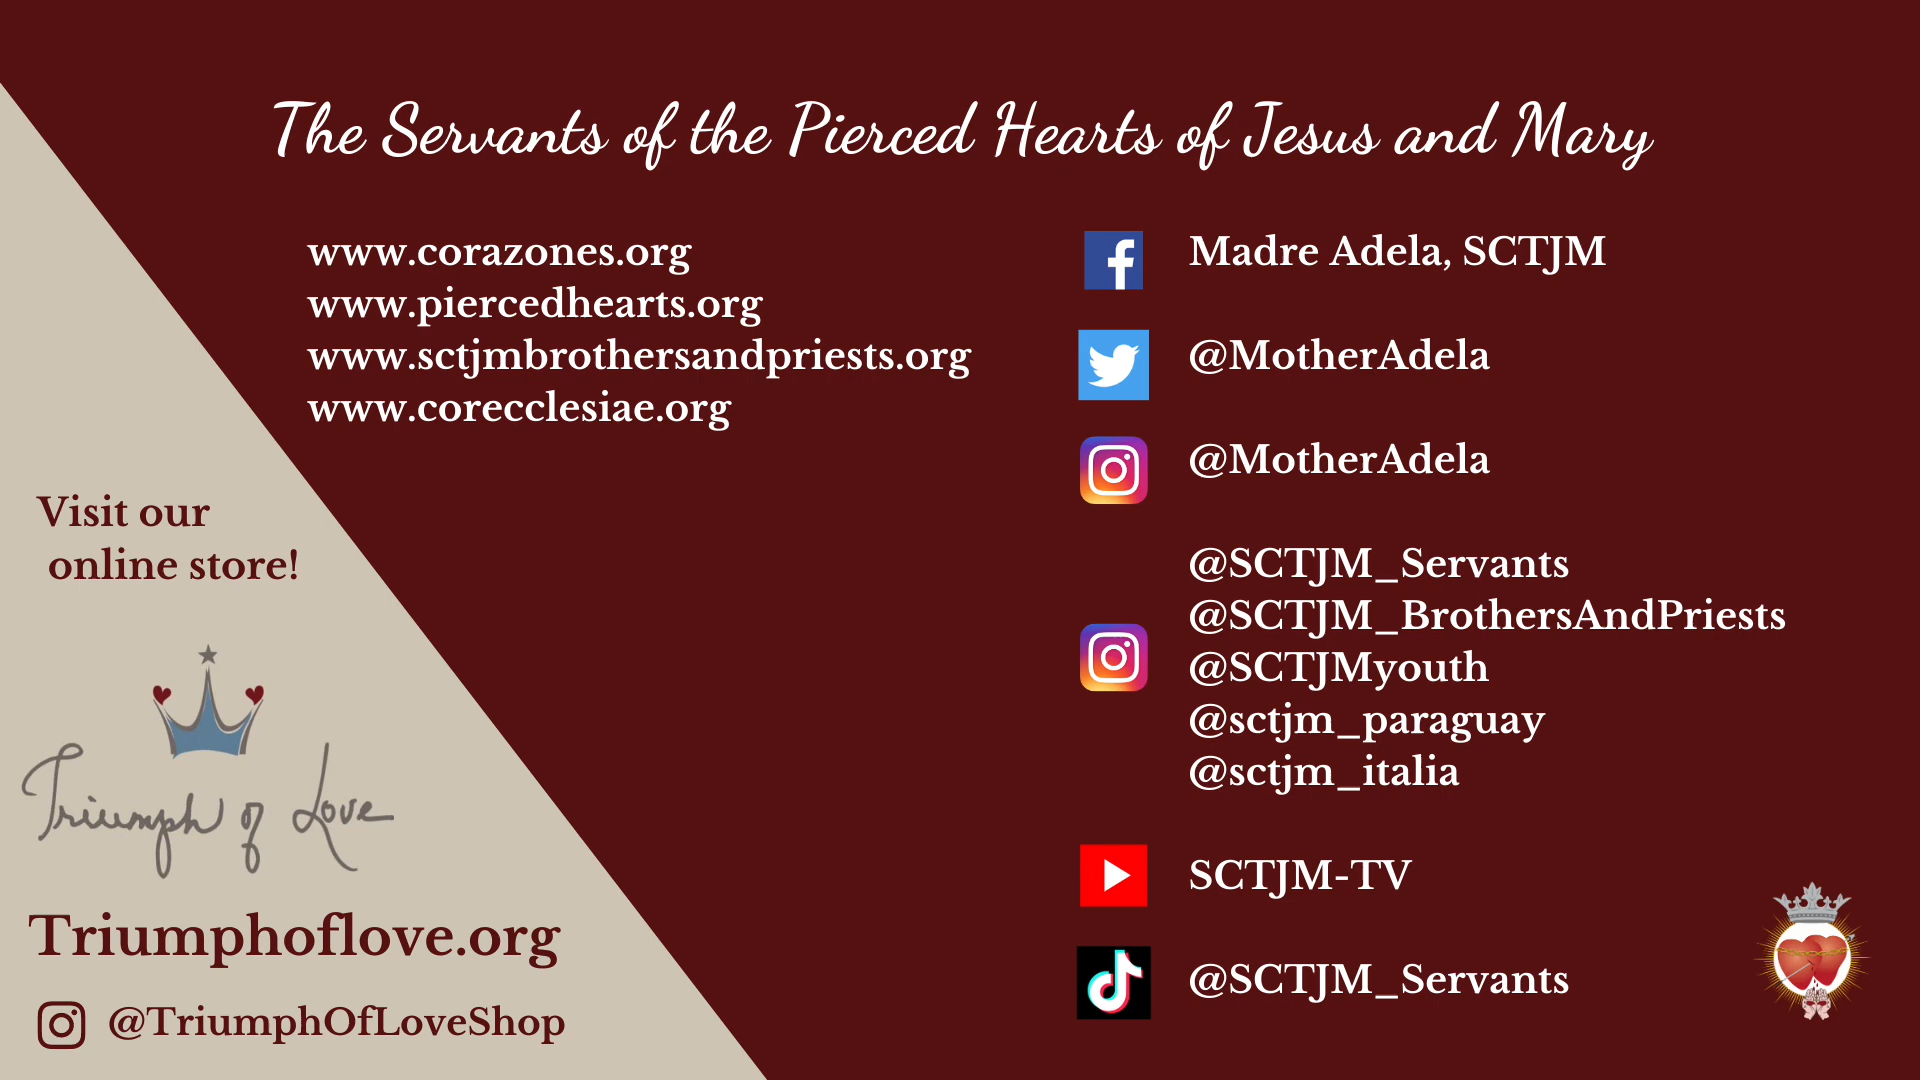 The Servants of the Pierced Hearts of Jesus and Mary
www.corazones.org
www.piercedhearts.org
www.sctjmbrothersandpriests.org
www.corecclesiae.org
Madre Adela, SCTJM
@MotherAdela
@MotherAdela
@SCTJM_Servants
@SCTJM_BrothersAndPriests
@SCTJMyouth
@sctjm_paraguay
@sctjm_italia
SCTJM-TV
@SCTJM_Servants
Visit our
online store!
Triumph of Love
Triumphoflove.org
@TriumphOfLoveShop